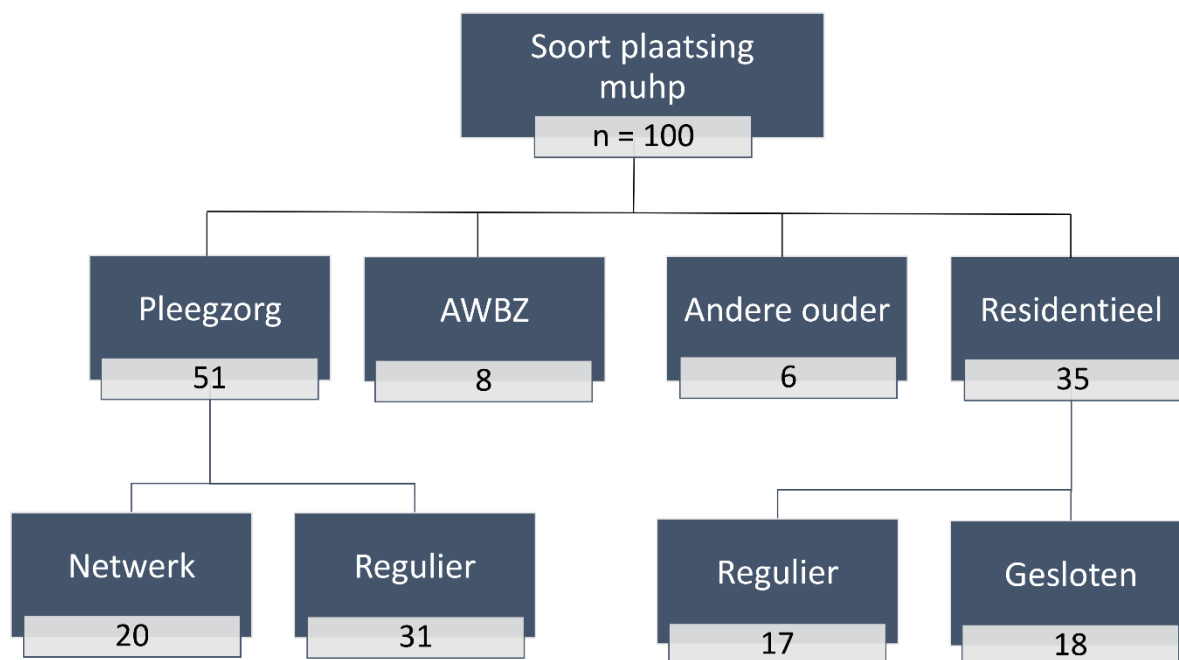 Soort plaatsing
muhp
n = 100
Pleegzorg
51
AWBZ
8
Andere ouder
6
Residentieel
35
Netwerk
20
Regulier
31
Regulier
17
Gesloten
18